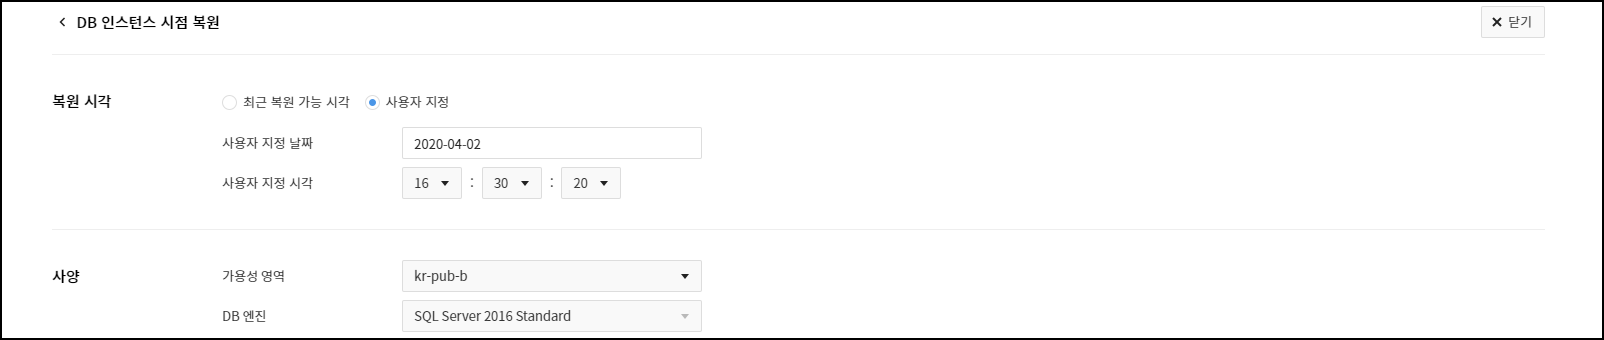 DB 인스턴스 시점 복원
닫기
복원 시각
최근 복원 가능 시각 사용자 지정
사용자 지정 날짜 2020-04-02
사용자 지정 시각 16 : 30 : 20
사양
가용성 영역 kr-pub-b
DB 엔진 SQL Server 2016 Standard